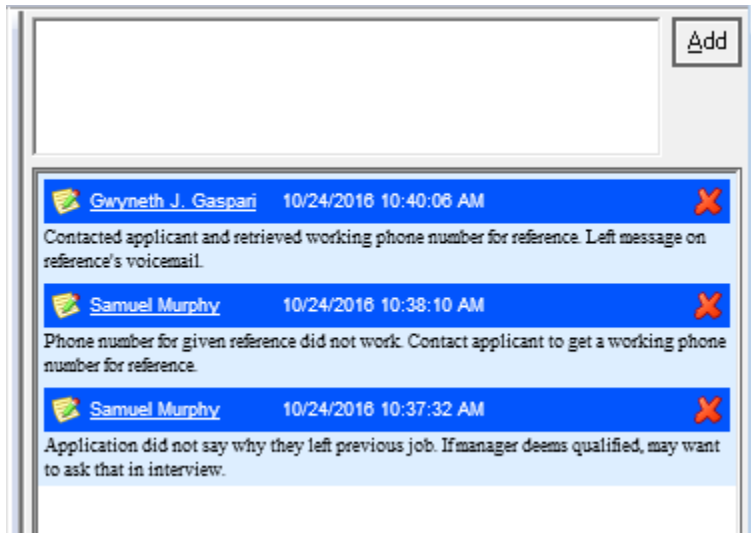 Add
Gwyneth J. Gaspari 10/24/2016 10:40:06 AM
Contacted applicant and retrieved working phone number for reference. Left message on
reference's voicemail.
Samuel Murphy 10/24/2016 10:38:10 AM
Phone number for given reference did not work. Contact applicant to get a working phone
number for reference.
Samuel Murphy 10/24/2016 10:37:32 AM
Application did not say why they left previous job. If manager deems qualified, may want
to ask that in interview.